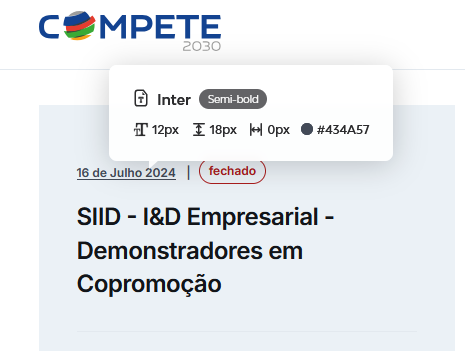 COMPETE
2030
Inter Semi-bold
12px 18px 0px #434A57
16 de Julho 2024 | fechado
SIID - I&D Empresarial -
Demonstradores em
Copromoção